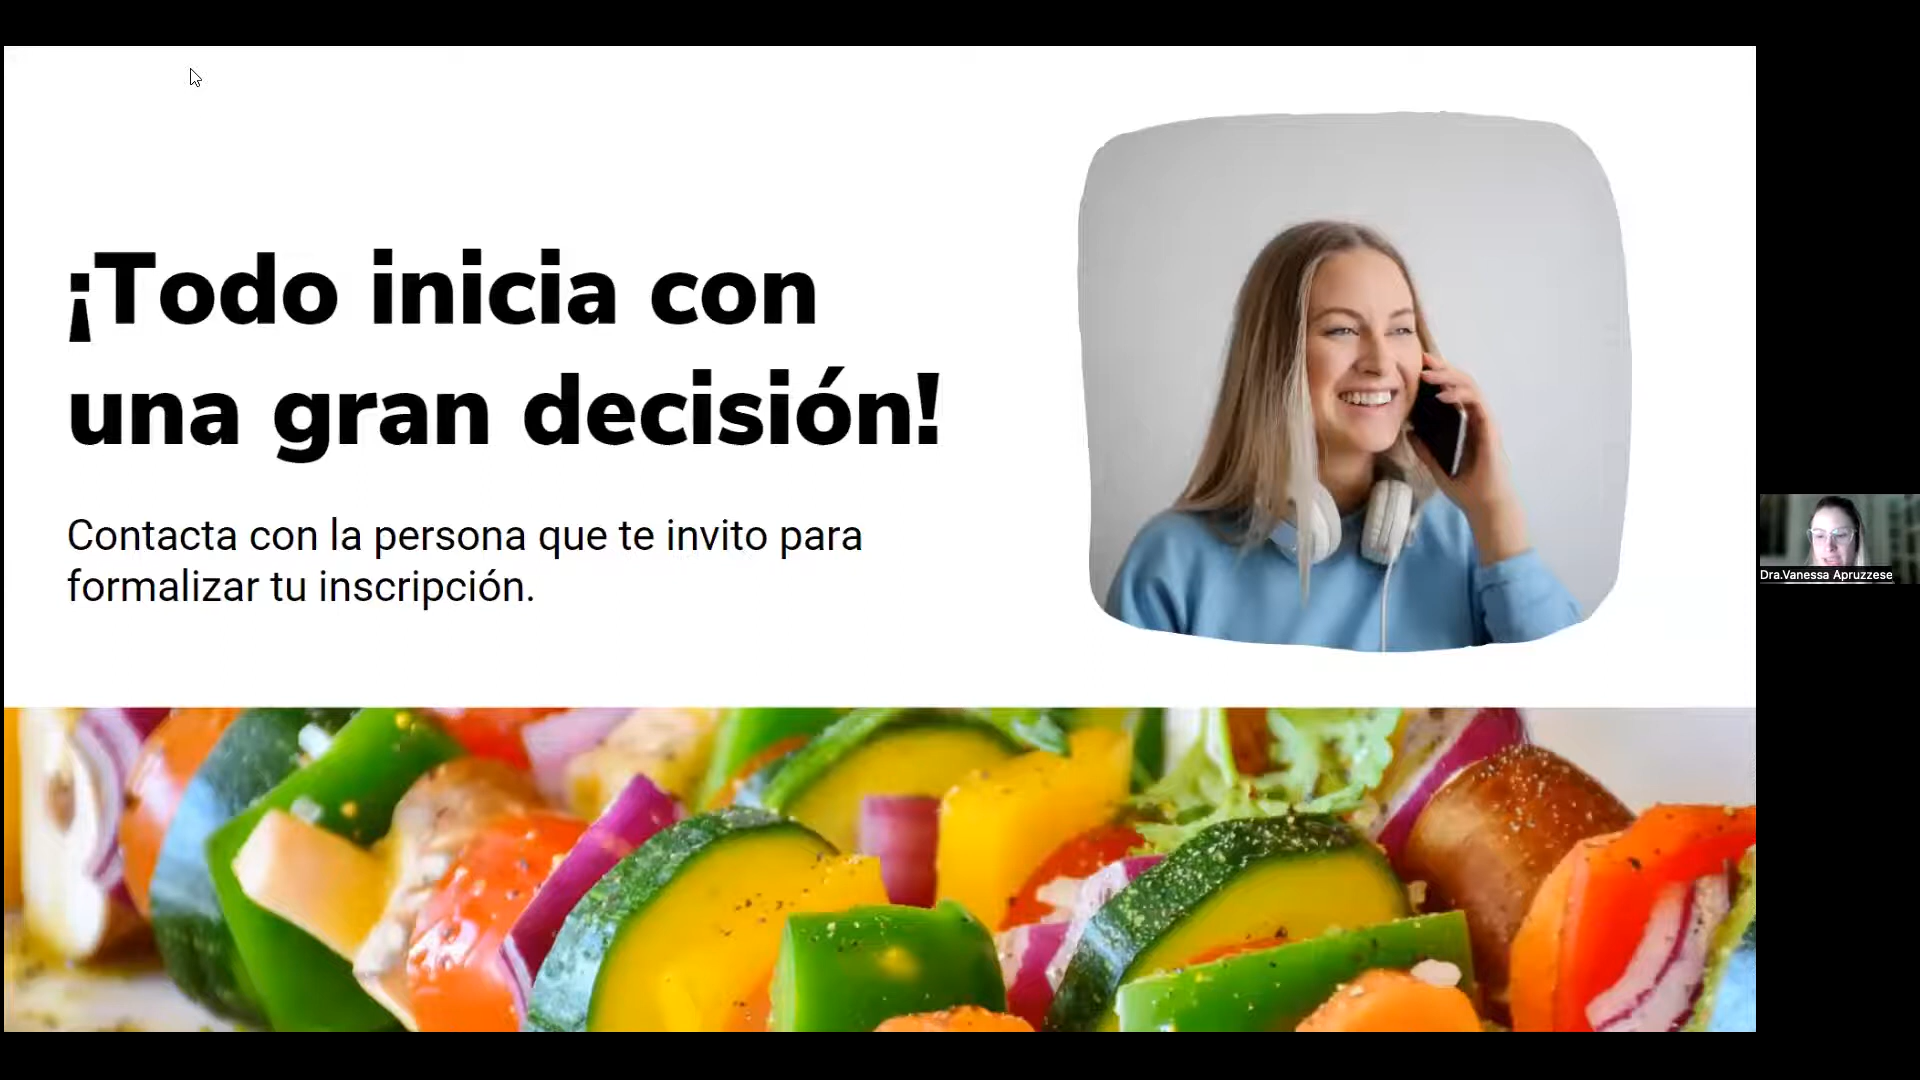 ¡Todo inicia con
una gran decisión!
Contacta con la persona que te invito para
formalizar tu inscripción.
Dra.Vanessa Apruzzese